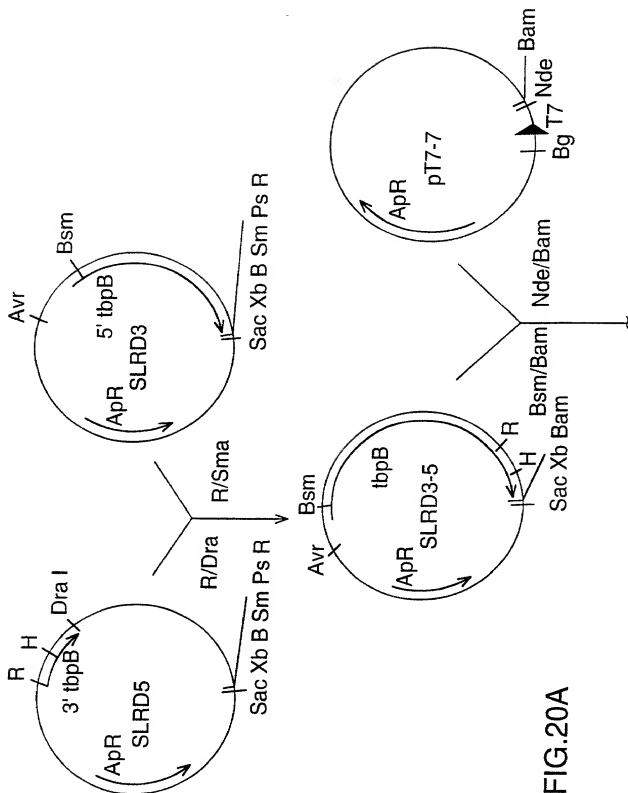 R
H
Dra I
3' tbpB
ApR
SLRD5
Sac Xb B Sm Ps R
Avr
Bsm
5' tbpB
ApR
SLRD3
Sac Xb B Sm Ps R
R/Dra
R/Sma
Avr
Bsm
tbpB
ApR
SLRD3-5
R
H
Sac Xb Bam
ApR
pT7-7
Bg
T7
Nde
Bam
Bsm/Bam
Nde/Bam
FIG.20A